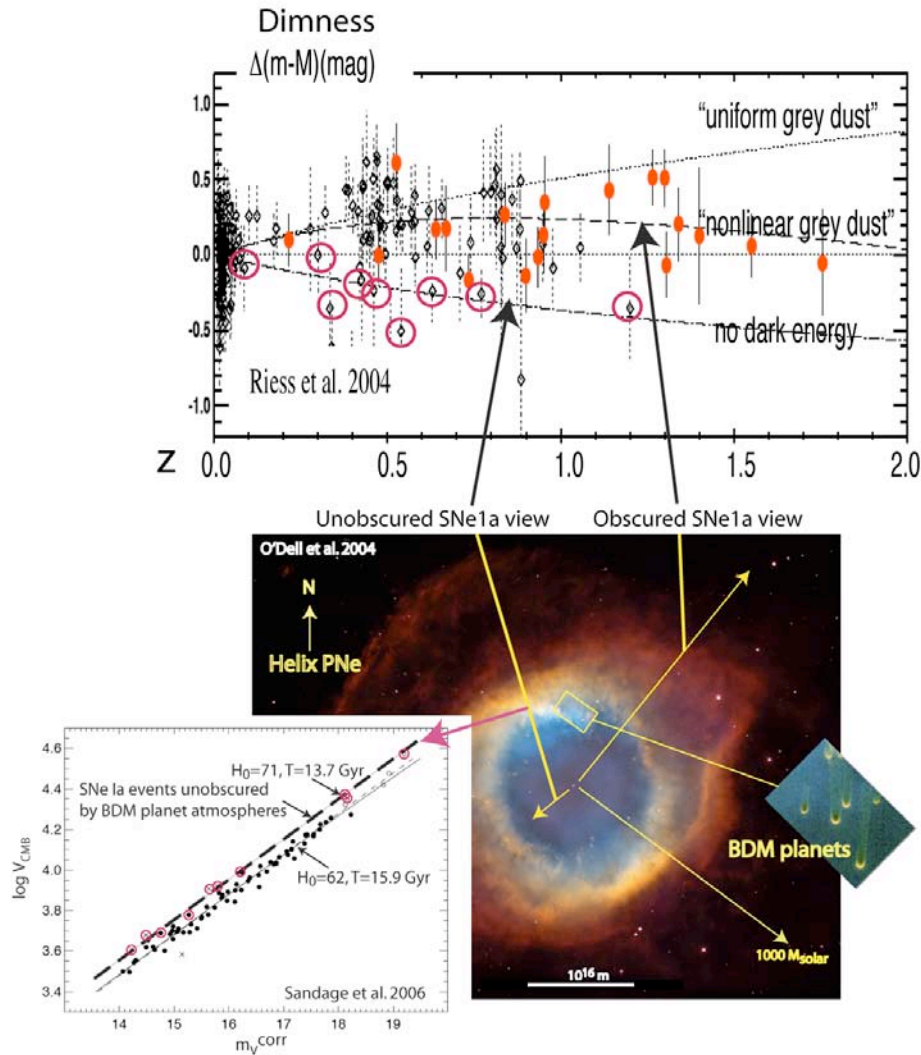 Dimness
Δ(m-M)(mag)
1.0
0.5
0.0
-0.5
-1.0
"uniform grey dust"
"nonlinear grey dust"
no dark energy
Riess et al. 2004
Z
0.0 0.5 1.0 1.5 2.0
Unobscured SNe1a view
Obscured SNe1a view
O'Dell et al. 2004
N
Helix PNe
BDM planets
1000 M solar
10¹⁶ m
4.6
4.4
4.2
4.0
3.8
3.6
3.4
log V CMB
H₀=71, T=13.7 Gyr
SNe Ia events unobscured
by BDM planet atmospheres
H₀=62, T=15.9 Gyr
Sandage et al. 2006
14 15 16 17 18 19
m_V^corr